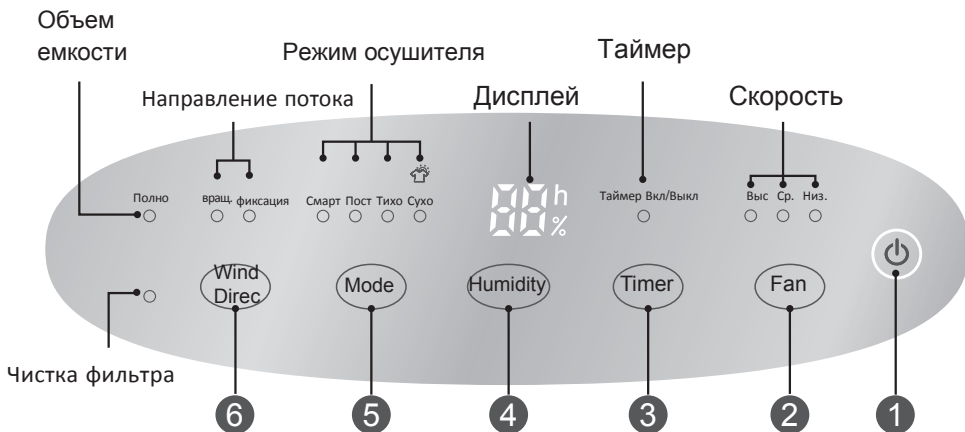 Объем
емкости
Режим осушителя
Таймер
Направление потока
Дисплей
Скорость
Полно
вращ. фиксация
Смарт Пост Тихо Сухо
88 h
%
Таймер Вкл/Выкл
Выс Ср. Низ.
Wind
Direc
Mode
Humidity
Timer
Fan
Чистка фильтра
6 5 4 3 2 1